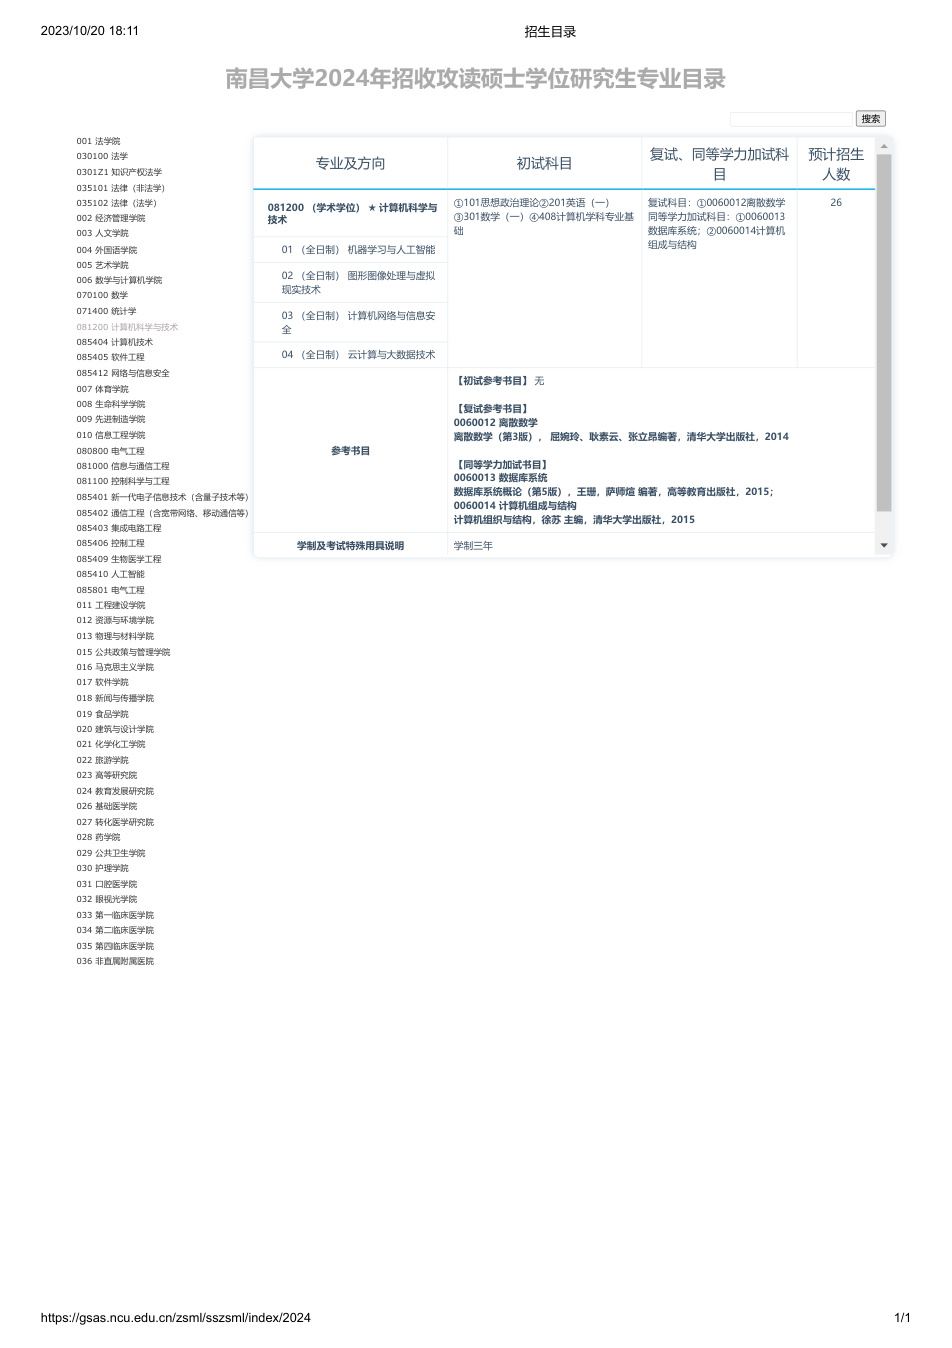 2023/10/20 18:11
招生目录
南昌大学2024年招收攻读硕士学位研究生专业目录
搜索
001 法学院
030100 法学
0301Z1 知识产权法学
035101 法律（非法学）
035102 法律（法学）
002 经济管理学院
003 人文学院
004 外国语学院
005 艺术学院
006 数学与计算机学院
070100 数学
071400 统计学
081200 计算机科学与技术
085404 计算机技术
085405 软件工程
085412 网络与信息安全
007 体育学院
008 生命科学学院
009 先进制造学院
010 信息工程学院
080800 电气工程
081000 信息与通信工程
081100 控制科学与工程
085401 新一代电子信息技术（含量子技术等）
085402 通信工程（含宽带网络、移动通信等）
085403 集成电路工程
085406 控制工程
085409 生物医学工程
085410 人工智能
085801 电气工程
011 工程建设学院
012 资源与环境学院
013 物理与材料学院
015 公共政策与管理学院
016 马克思主义学院
017 软件学院
018 新闻与传播学院
019 食品学院
020 建筑与设计学院
021 化学化工学院
022 旅游学院
023 高等研究院
024 教育发展研究院
026 基础医学院
027 转化医学研究院
028 药学院
029 公共卫生学院
030 护理学院
031 口腔医学院
032 眼视光学院
033 第一临床医学院
034 第二临床医学院
035 第四临床医学院
036 非直属附属医院
专业及方向
初试科目
复试、同等学力加试科
目
预计招生
人数
081200 （学术学位） ★ 计算机科学与
技术
01 （全日制） 机器学习与人工智能
02 （全日制） 图形图像处理与虚拟
现实技术
03 （全日制） 计算机网络与信息安
全
04 （全日制） 云计算与大数据技术
①101思想政治理论②201英语（一）
③301数学（一）④408计算机学科专业基
础
复试科目：①0060012离散数学
同等学力加试科目：①0060013
数据库系统；②0060014计算机
组成与结构
26
参考书目
【初试参考书目】 无
【复试参考书目】
0060012 离散数学
离散数学（第3版）， 屈婉玲、耿素云、张立昂编著，清华大学出版社，2014
【同等学力加试书目】
0060013 数据库系统
数据库系统概论（第5版），王珊，萨师煊 编著，高等教育出版社，2015；
0060014 计算机组成与结构
计算机组织与结构，徐苏 主编，清华大学出版社，2015
学制及考试特殊用具说明
学制三年
https://gsas.ncu.edu.cn/zsml/sszsml/index/2024
1/1